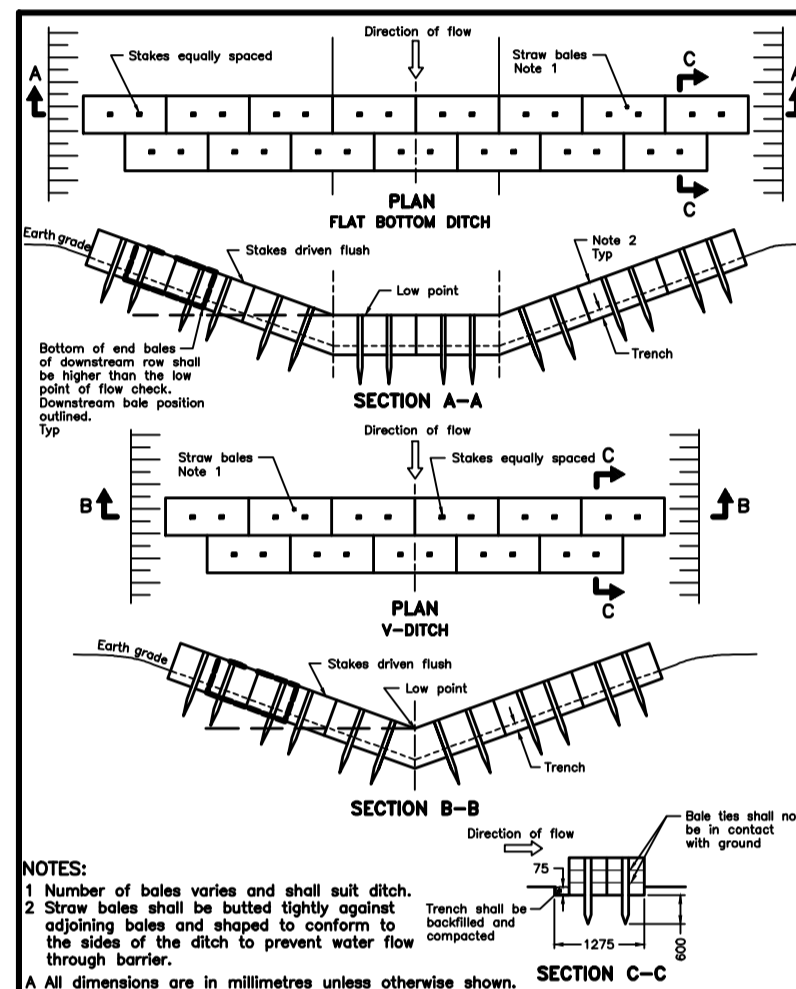 Direction of flow
Stakes equally spaced
Straw bales
Note 1
C
A
A
C
PLAN
FLAT BOTTOM DITCH
Earth grade
Stakes driven flush
Note 2
Typ
Low point
Trench
Bottom of end bales
of downstream row shall
be higher than the low
point of flow check.
Downstream bale position
outlined.
Typ
SECTION A-A
Direction of flow
Straw bales
Note 1
Stakes equally spaced
C
B
B
C
PLAN
V-DITCH
Earth grade
Stakes driven flush
Low point
Trench
SECTION B-B
Direction of flow
Bale ties shall no
be in contact
with ground
75
Trench shall be
backfilled and
compacted
1275
600
SECTION C-C
NOTES:
1 Number of bales varies and shall suit ditch.
2 Straw bales shall be butted tightly against
adjoining bales and shaped to conform to
the sides of the ditch to prevent water flow
through barrier.
A All dimensions are in millimetres unless otherwise shown.